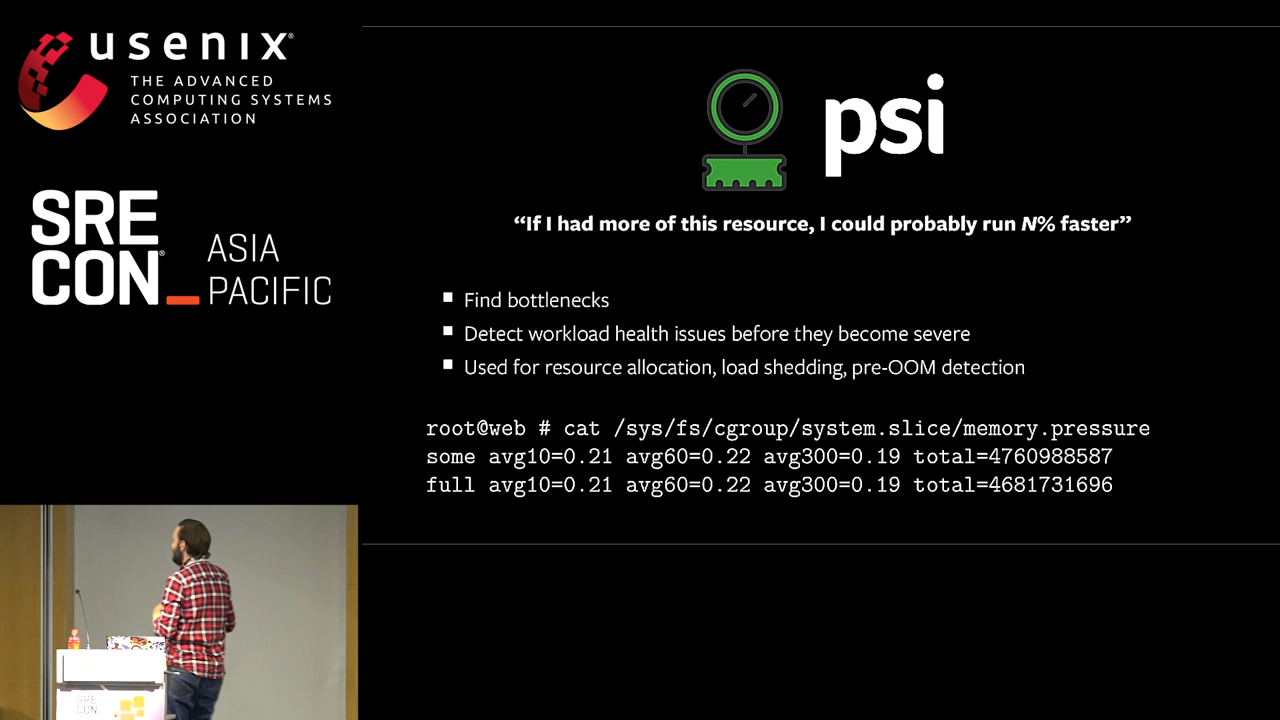 usenix®
THE ADVANCED
COMPUTING SYSTEMS
ASSOCIATION
SRE
CON®
ASIA
PACIFIC
psi
“If I had more of this resource, I could probably run N% faster”
Find bottlenecks
Detect workload health issues before they become severe
Used for resource allocation, load shedding, pre-OOM detection
root@web # cat /sys/fs/cgroup/system.slice/memory.pressure
some avg10=0.21 avg60=0.22 avg300=0.19 total=4760988587
full avg10=0.21 avg60=0.22 avg300=0.19 total=4681731696
SRE
CON